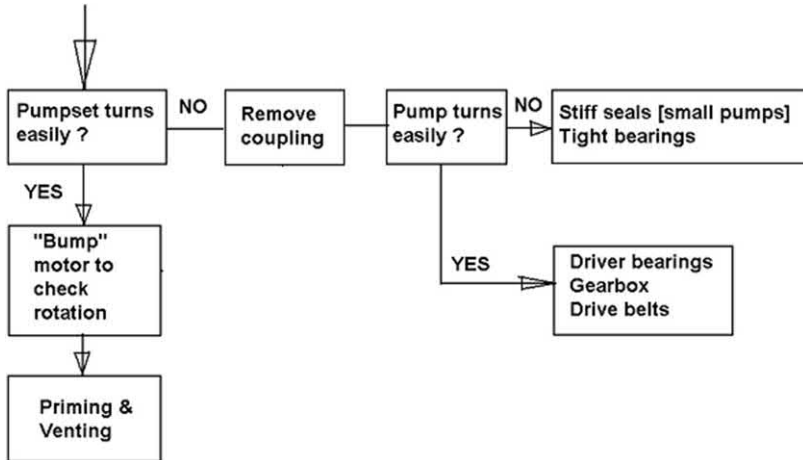 Pumpset turns
easily ?
NO
Remove
coupling
Pump turns
easily ?
NO
Stiff seals [small pumps]
Tight bearings
YES
"Bump"
motor to
check
rotation
YES
Driver bearings
Gearbox
Drive belts
Priming &
Venting